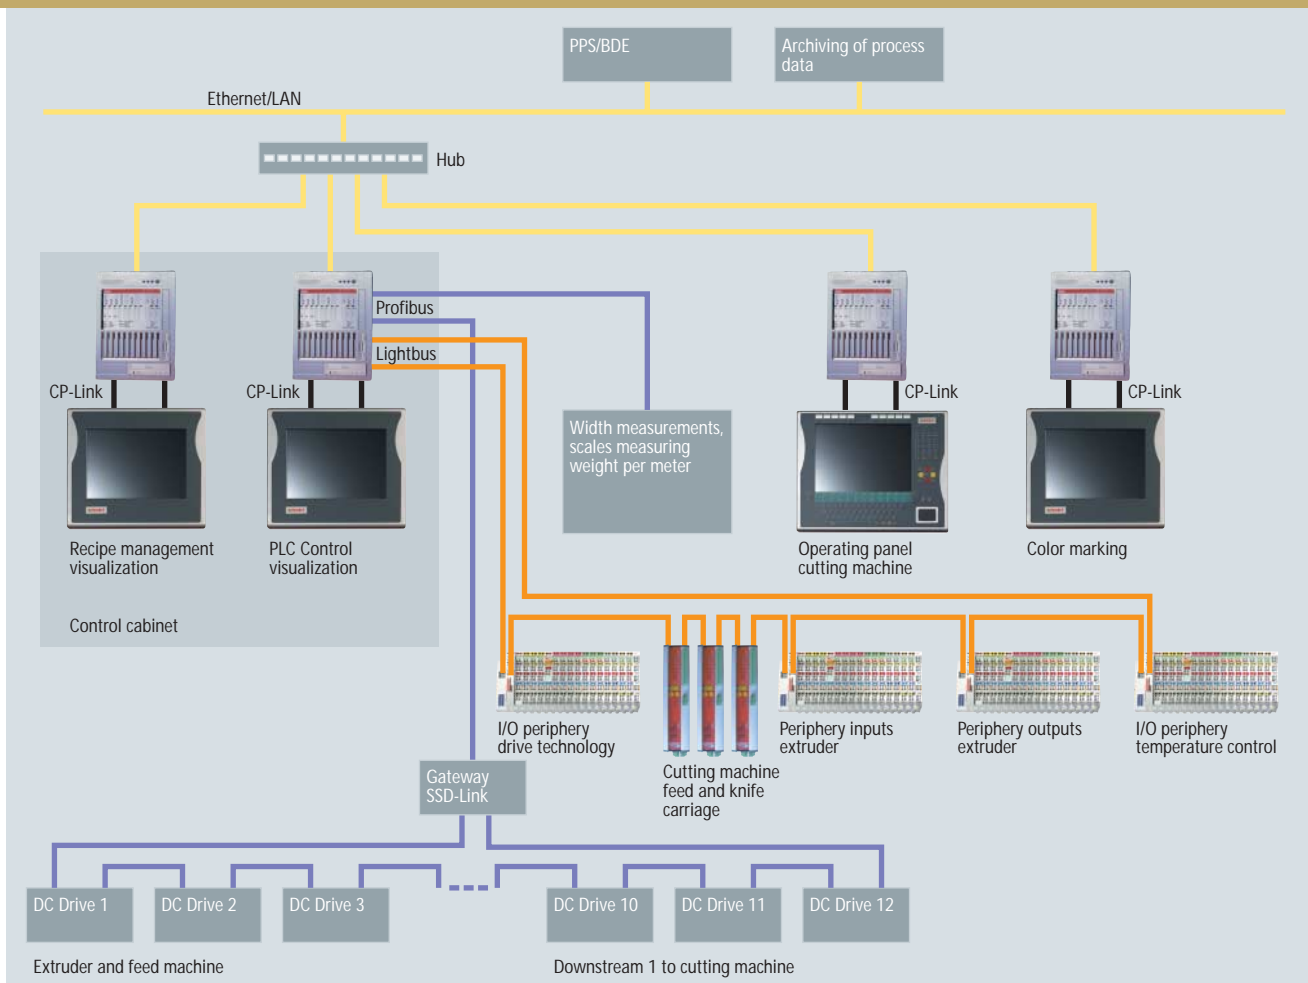 PPS/BDE
Archiving of process
data
Ethernet/LAN
Hub
Profibus
Lightbus
CP-Link
CP-Link
CP-Link
CP-Link
Width measurements,
scales measuring
weight per meter
Recipe management
visualization
PLC Control
visualization
Operating panel
cutting machine
Color marking
Control cabinet
I/O periphery
drive technology
Cutting machine
feed and knife
carriage
Periphery inputs
extruder
Periphery outputs
extruder
I/O periphery
temperature control
Gateway
SSD-Link
DC Drive 1
DC Drive 2
DC Drive 3
DC Drive 10
DC Drive 11
DC Drive 12
Extruder and feed machine
Downstream 1 to cutting machine